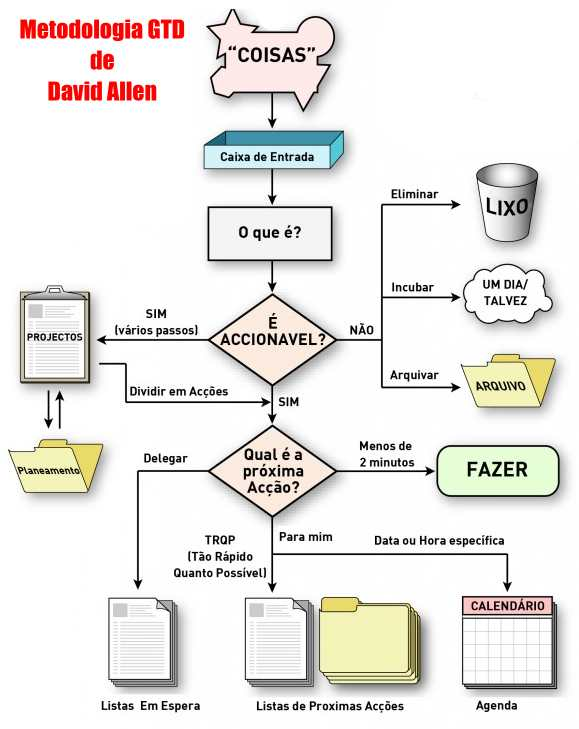 Metodologia GTD
de
David Allen
“COISAS”
Caixa de Entrada
O que é?
Eliminar
LIXO
Incubar
UM DIA/
TALVEZ
Arquivar
ARQUIVO
É
ACCIONAVEL?
NÃO
SIM
(vários passos)
PROJECTOS
Dividir em Acções
SIM
Planeamento
Delegar
Qual é a
próxima
Acção?
Menos de
2 minutos
FAZER
TRQP
(Tão Rápido
Quanto Possível)
Para mim
Data ou Hora específica
CALENDÁRIO
Listas Em Espera
Listas de Proximas Acções
Agenda